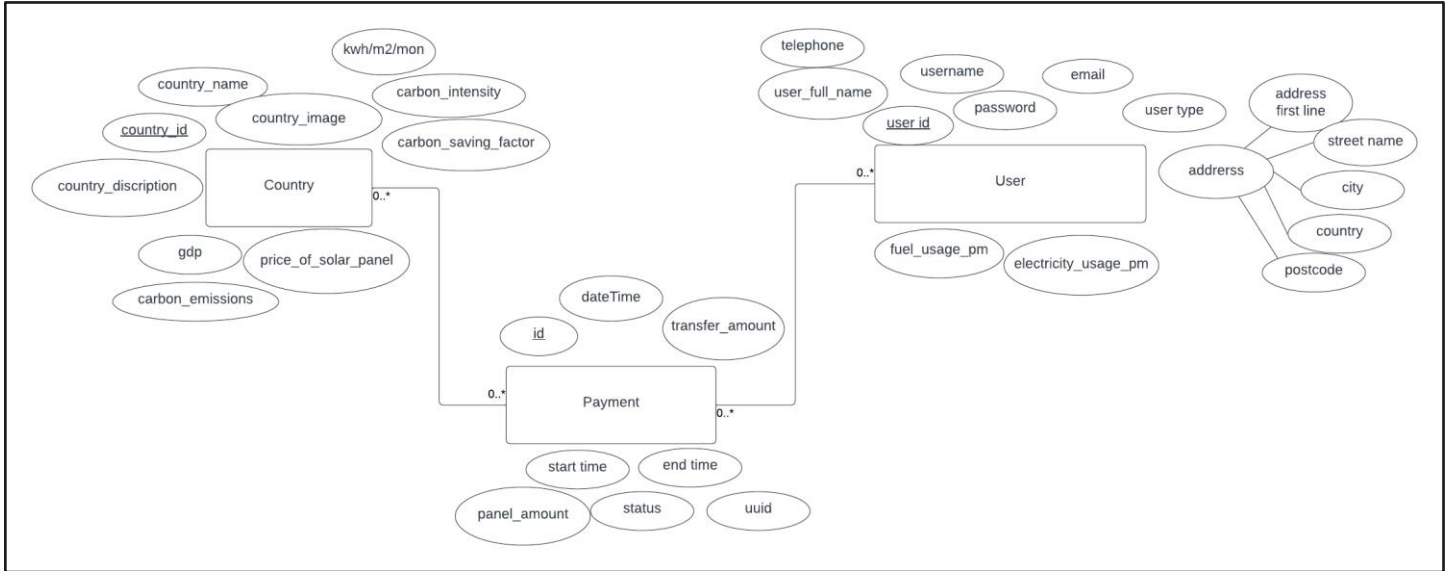 kwh/m2/mon
country_name
carbon_intensity
country_image
country_id
carbon_saving_factor
country_discription
Country
0..*
gdp
price_of_solar_panel
carbon_emissions
telephone
username
email
user_full_name
password
user id
user type
address
first line
street name
addrerss
city
country
postcode
0..*
User
fuel_usage_pm
electricity_usage_pm
dateTime
id
transfer_amount
0..*
Payment
0..*
start time
end time
panel_amount
status
uuid